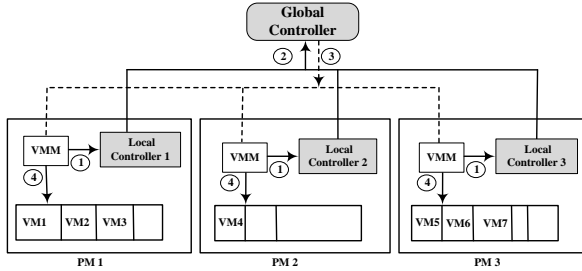 Global
Controller
2 3
VMM 1 Local
Controller 1
4
VM1 VM2 VM3
PM 1
VMM 1 Local
Controller 2
4
VM4
PM 2
VMM 1 Local
Controller 3
4
VM5 VM6 VM7
PM 3